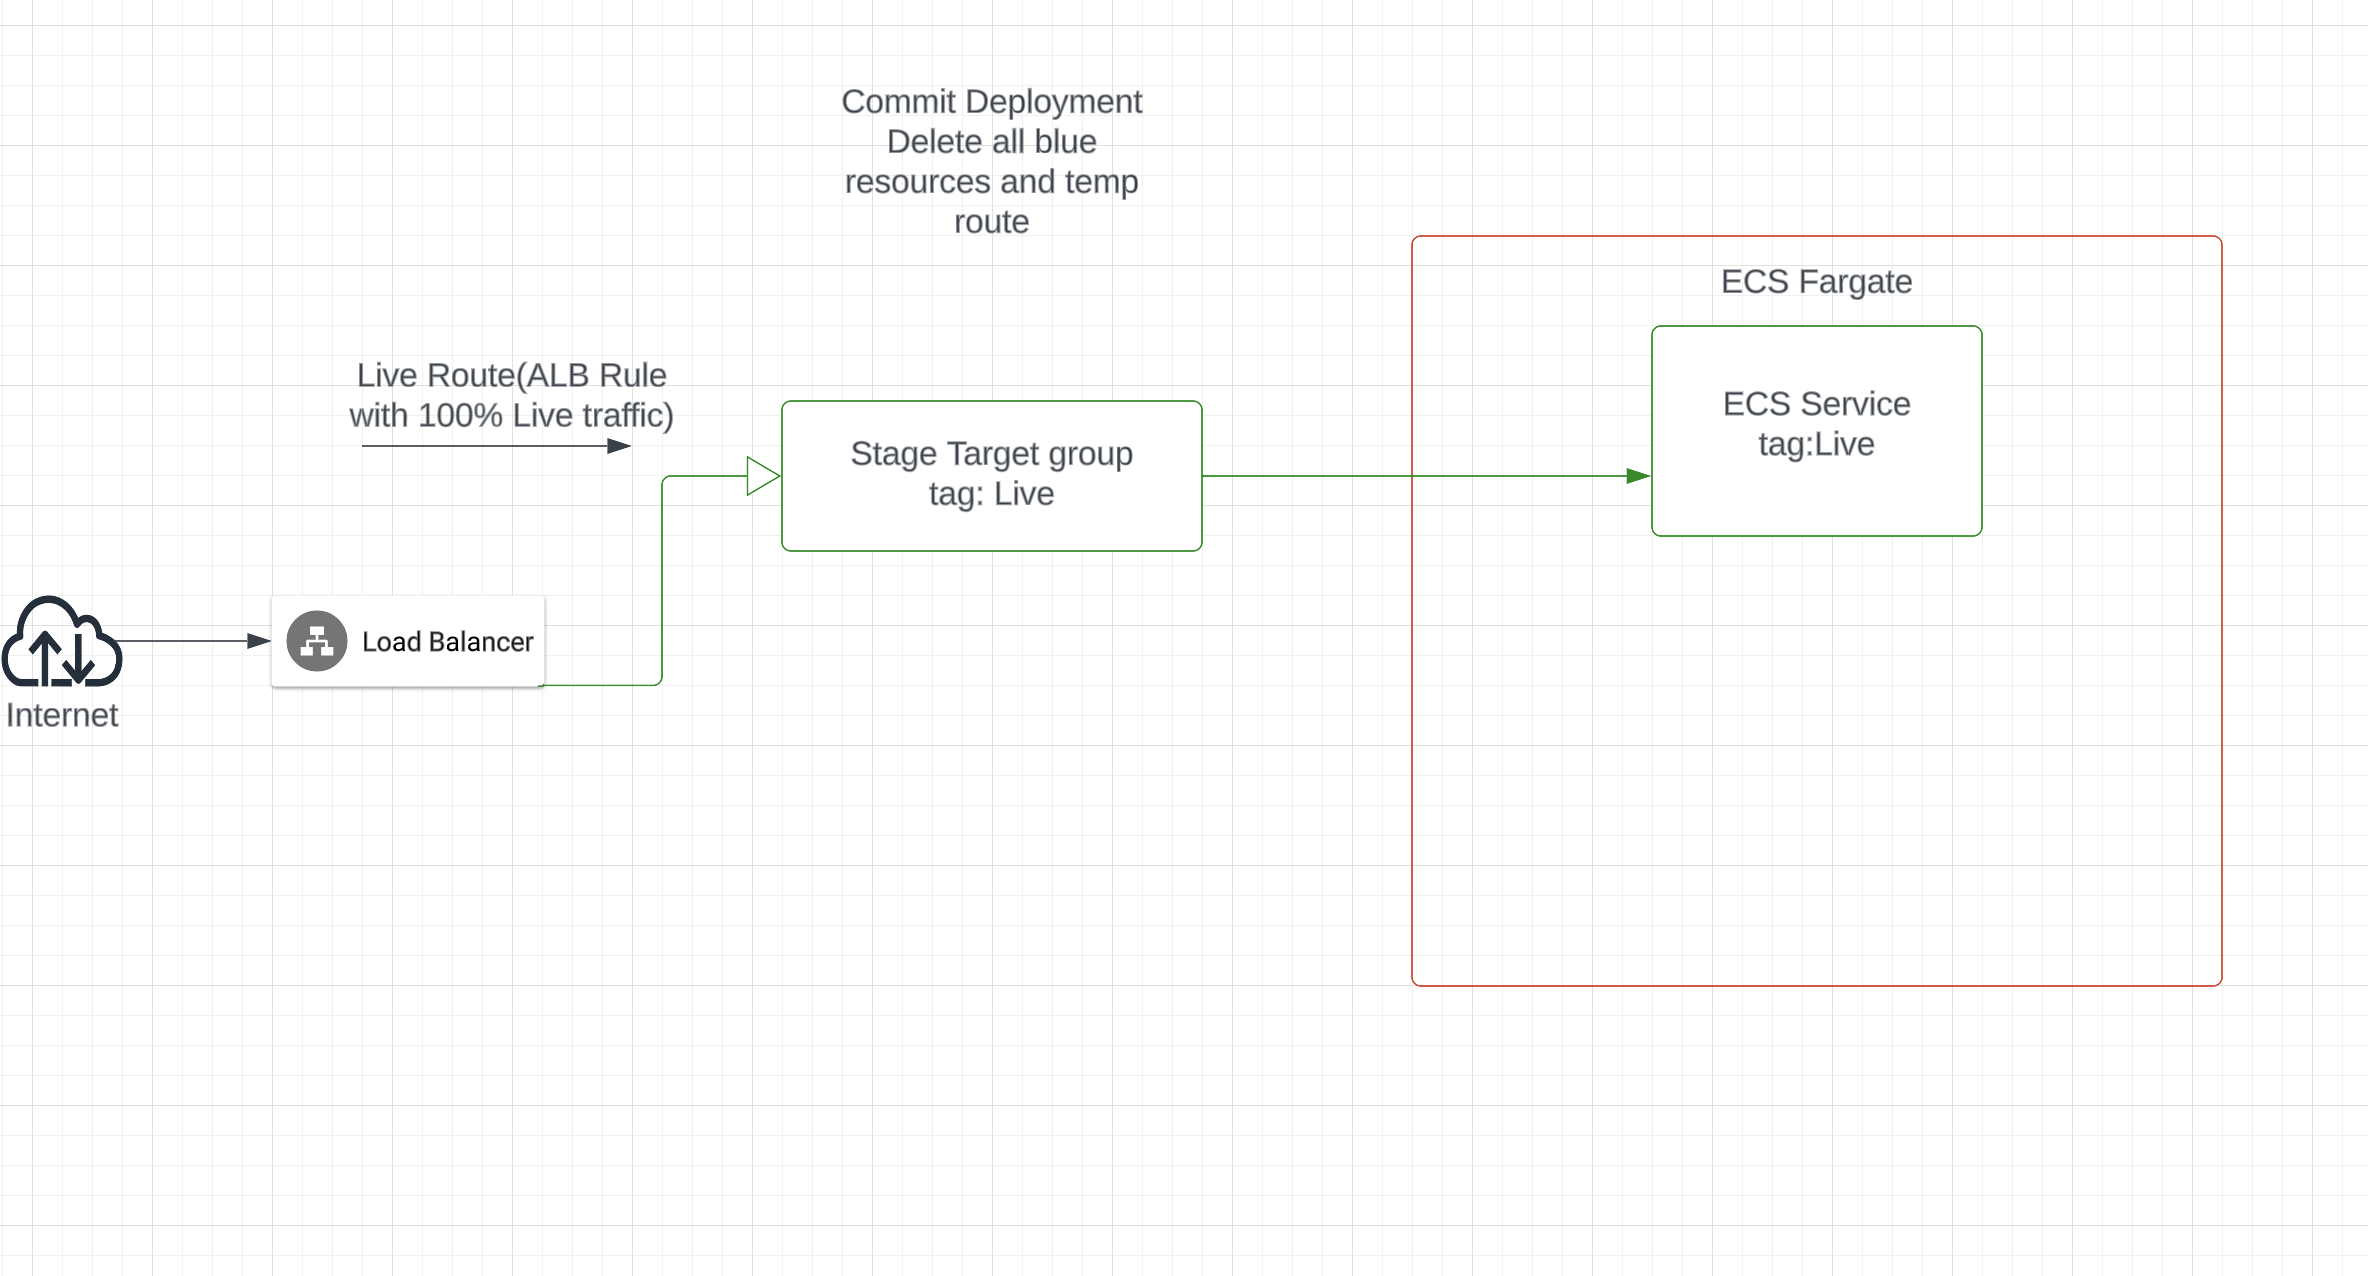 Commit Deployment
Delete all blue
resources and temp
route
ECS Fargate
Live Route(ALB Rule
with 100% Live traffic)
Stage Target group
tag: Live
ECS Service
tag:Live
Load Balancer
Internet